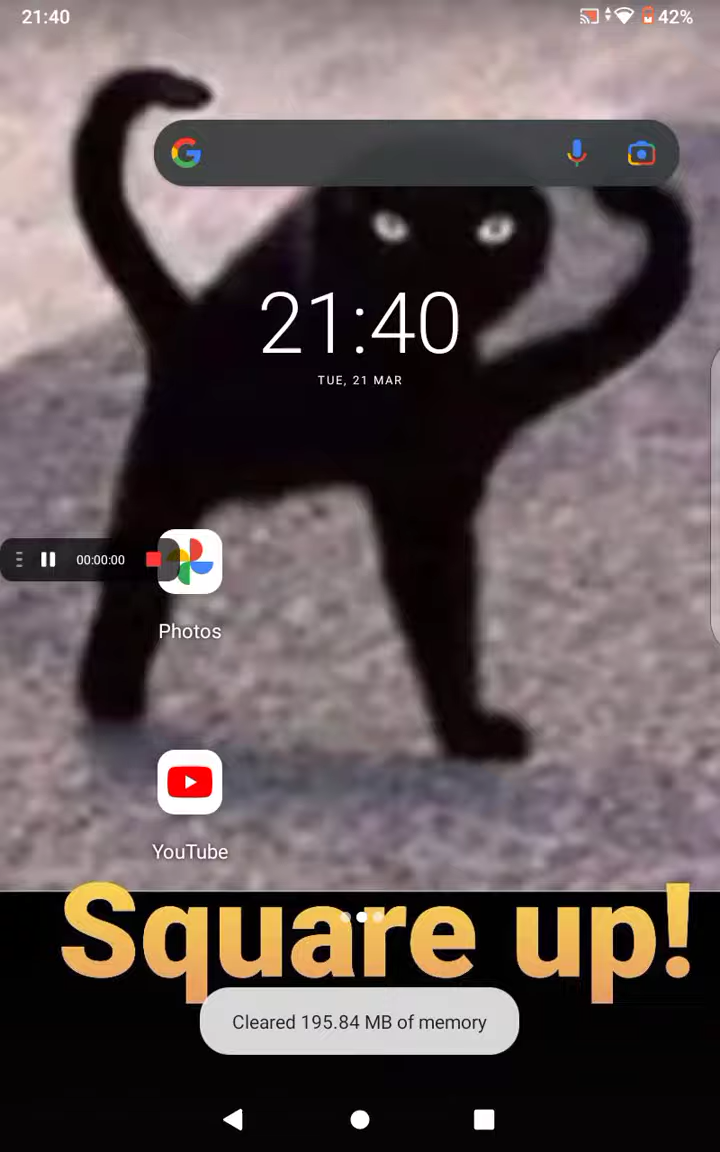 21:40
42%
21:40
TUE, 21 MAR
00:00:00
Photos
YouTube
Square up!
Cleared 195.84 MB of memory